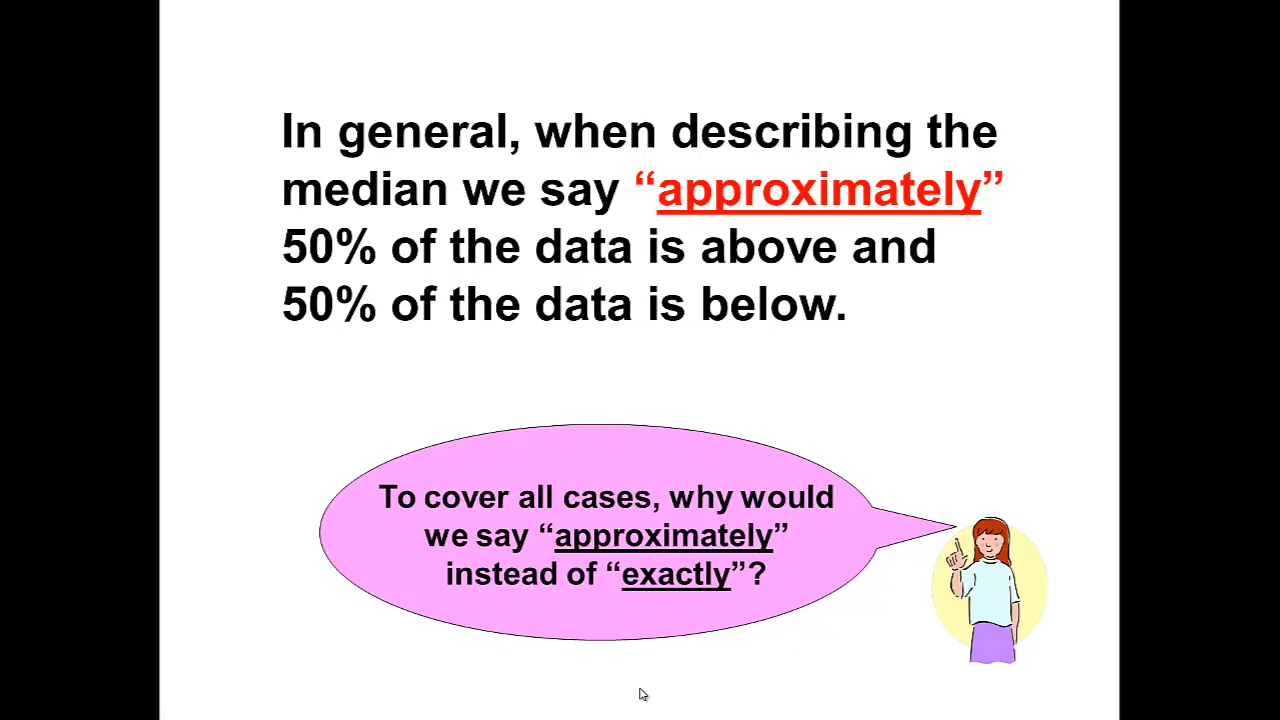 In general, when describing the
median we say “approximately”
50% of the data is above and
50% of the data is below.
To cover all cases, why would
we say “approximately”
instead of “exactly”?